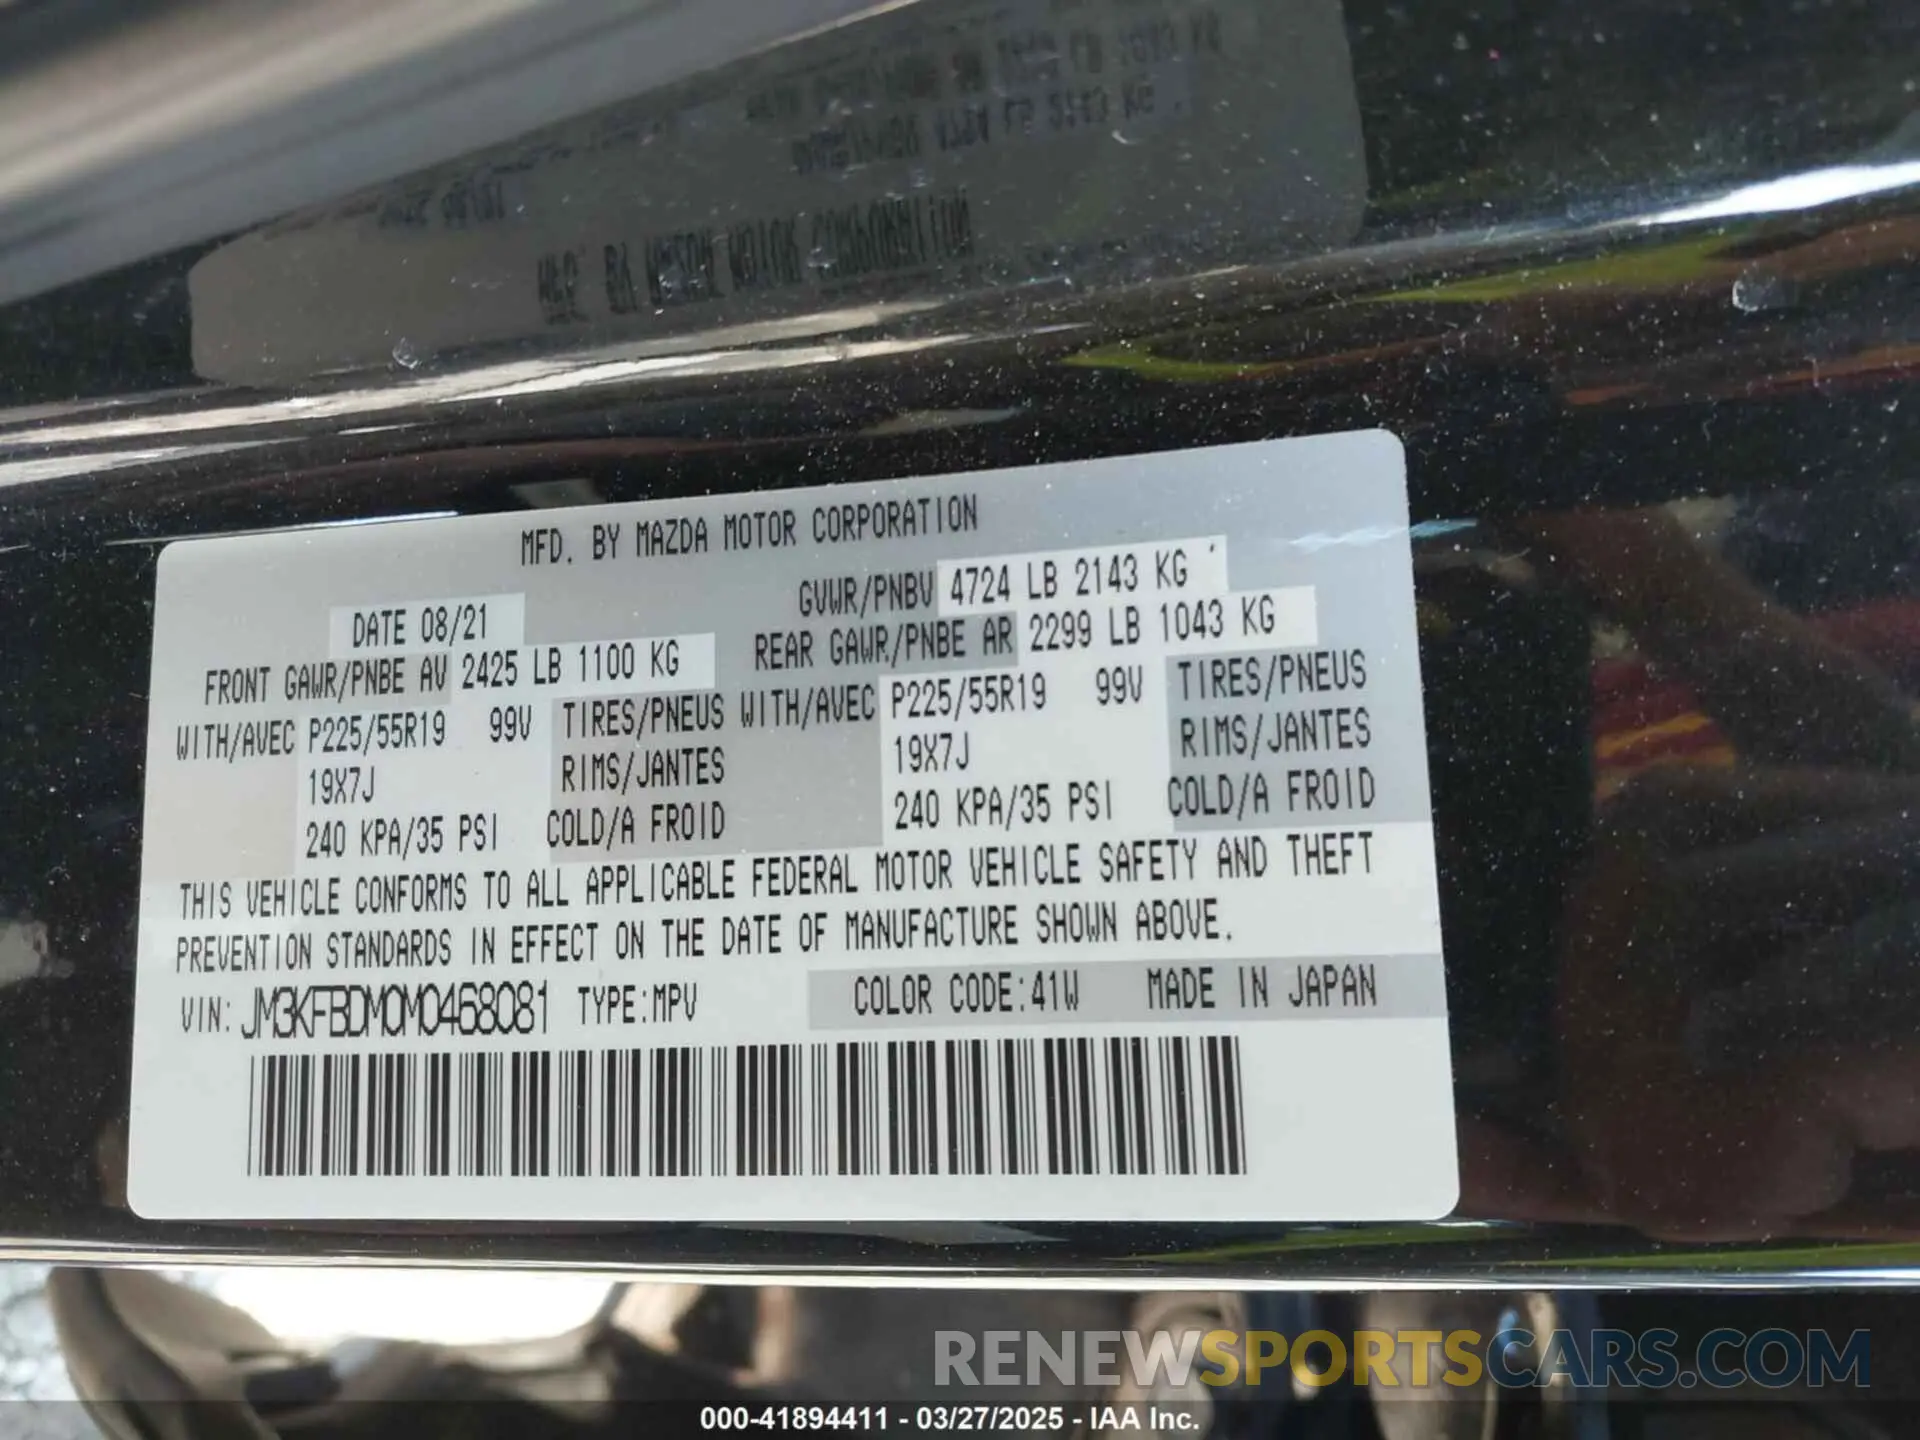 MFD. BY MAZDA MOTOR CORPORATION
DATE 08/21 GVWR/PNBV 4724 LB 2143 KG
FRONT GAWR/PNBE AV 2425 LB 1100 KG REAR GAWR/PNBE AR 2299 LB 1043 KG
WITH/AVEC P225/55R19 99V TIRES/PNEUS WITH/AVEC P225/55R19 99V TIRES/PNEUS
19X7J RIMS/JANTES 19X7J RIMS/JANTES
240 KPA/35 PSI COLD/A FROID 240 KPA/35 PSI COLD/A FROID
THIS VEHICLE CONFORMS TO ALL APPLICABLE FEDERAL MOTOR VEHICLE SAFETY AND THEFT
PREVENTION STANDARDS IN EFFECT ON THE DATE OF MANUFACTURE SHOWN ABOVE.
VIN: JM3KFBDM0M0468081 TYPE:MPV COLOR CODE:41W MADE IN JAPAN
RENEWSPORTSCARS.COM
000-41894411 - 03/27/2025 - IAA Inc.